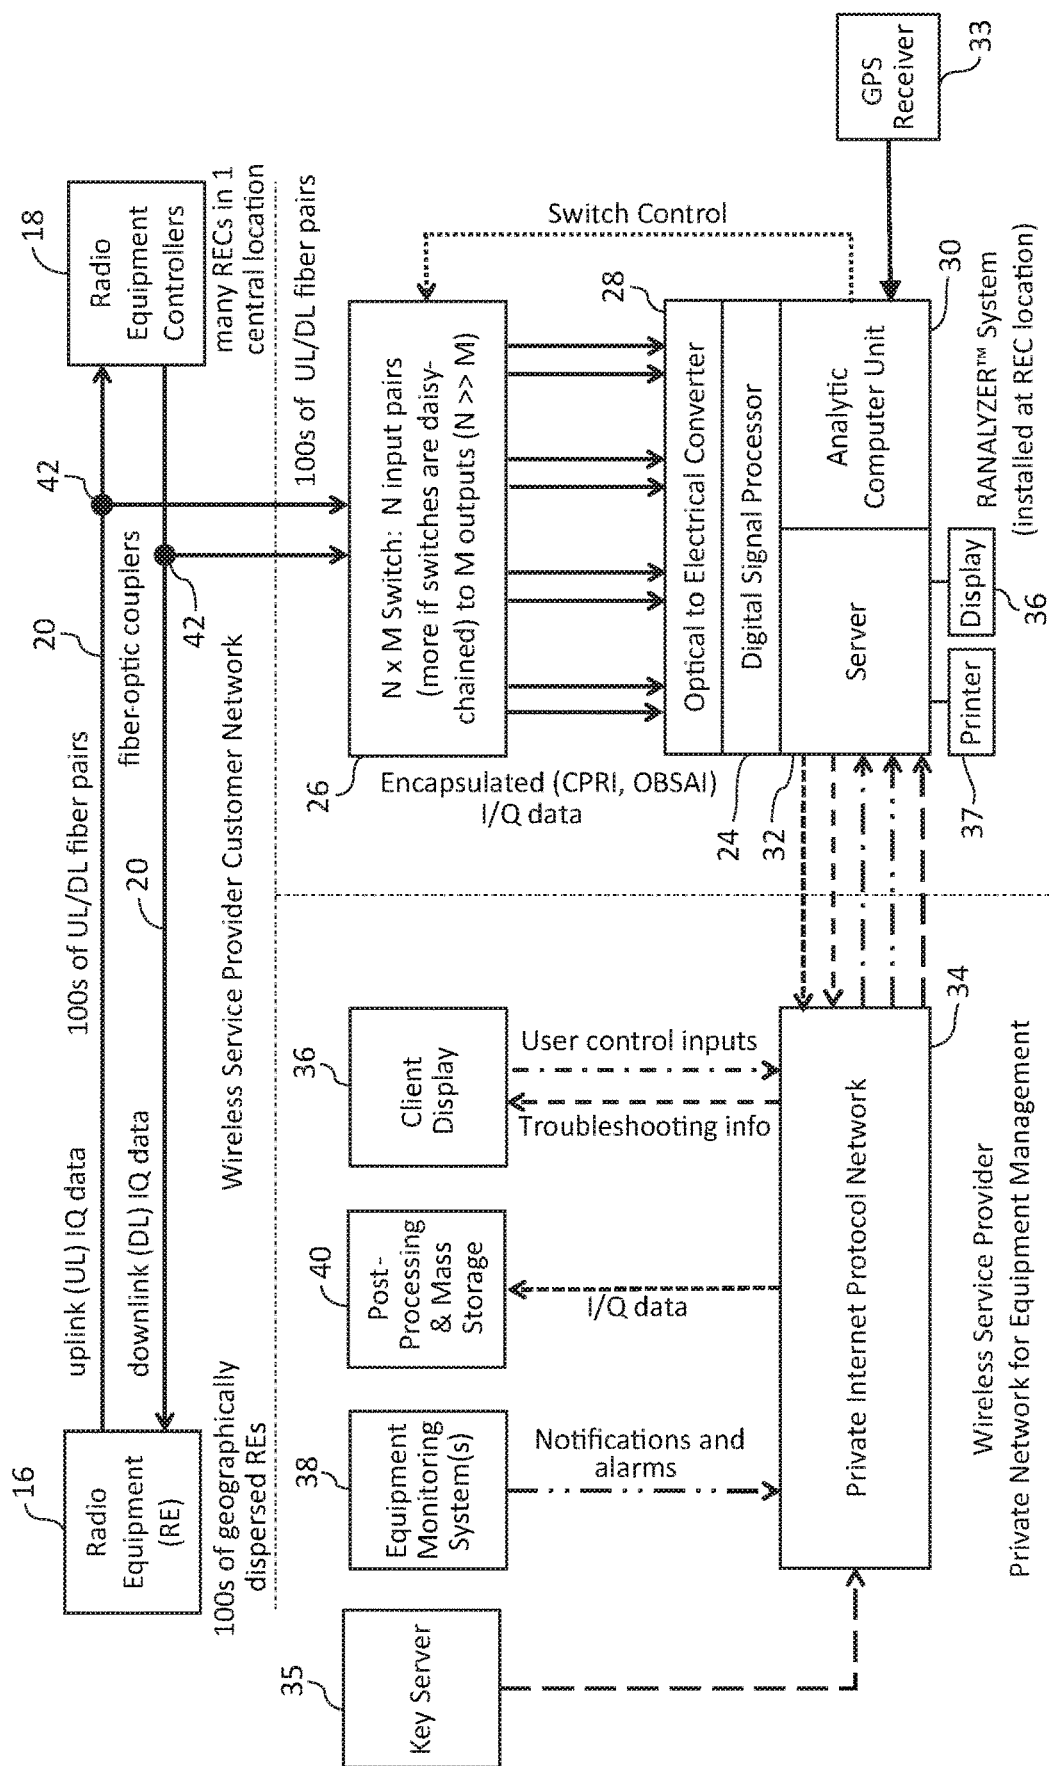 16
Radio
Equipment
(RE)
100s of geographically
dispersed REs
uplink (UL) IQ data
downlink (DL) IQ data
100s of UL/DL fiber pairs
20
20
fiber-optic couplers
42
42
18
Radio
Equipment
Controllers
many RECs in 1
central location
Wireless Service Provider Customer Network
100s of UL/DL fiber pairs
26
N x M Switch: N input pairs
(more if switches are daisy-
chained) to M outputs (N >> M)
Switch Control
Encapsulated (CPRI, OBSAI)
I/Q data
28
Optical to Electrical Converter
24
Digital Signal Processor
32
Server
Analytic
Computer Unit
30
GPS
Receiver
33
37
Printer
Display
36
RANALYZER™ System
(installed at REC location)
35
Key Server
38
Equipment
Monitoring
System(s)
Notifications and
alarms
40
Post-
Processing
& Mass
Storage
I/Q data
36
Client
Display
User control inputs
Troubleshooting info
34
Private Internet Protocol Network
Wireless Service Provider
Private Network for Equipment Management